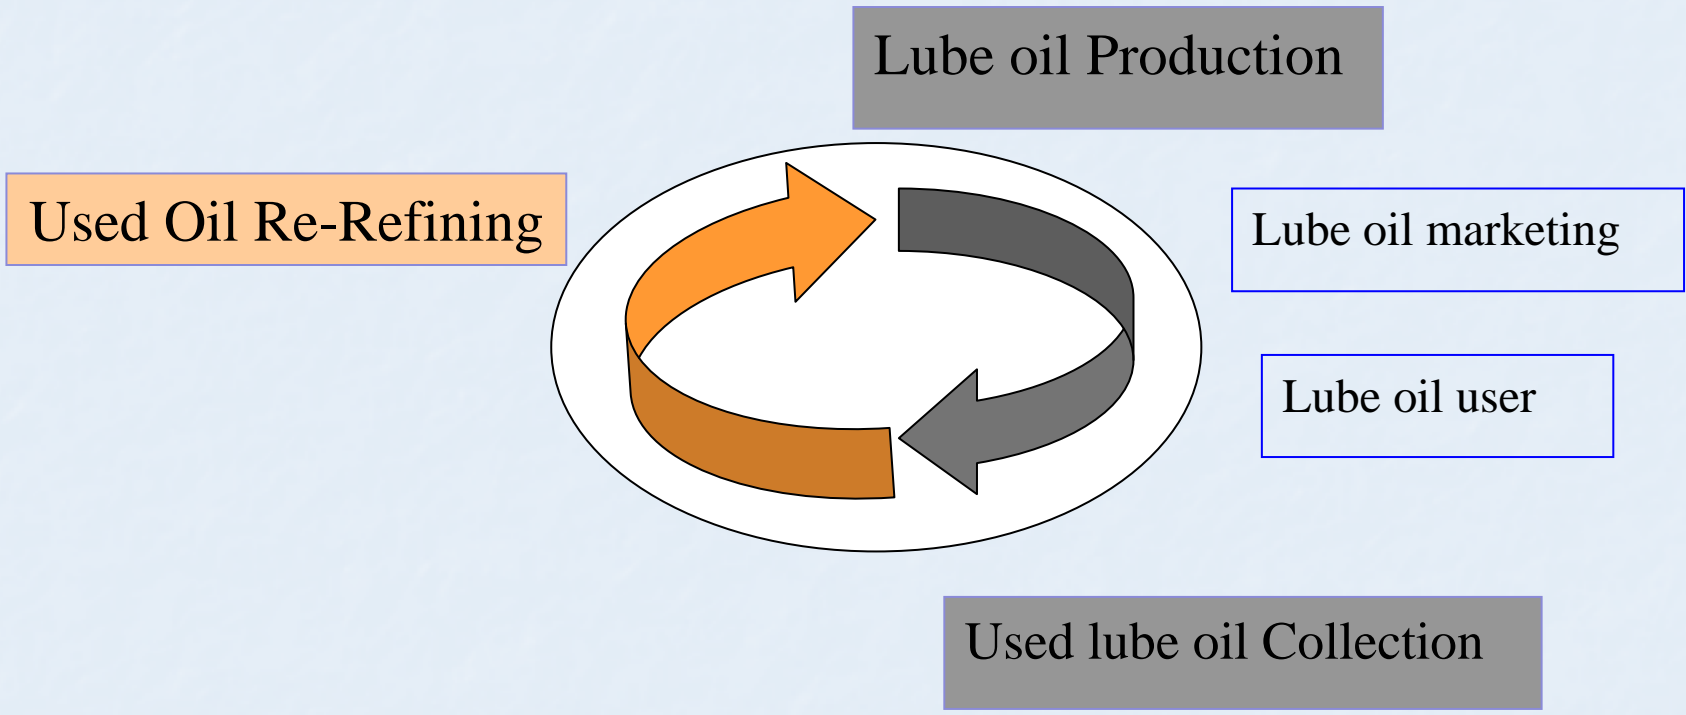 Lube oil Production
Used Oil Re-Refining
Lube oil marketing
Lube oil user
Used lube oil Collection